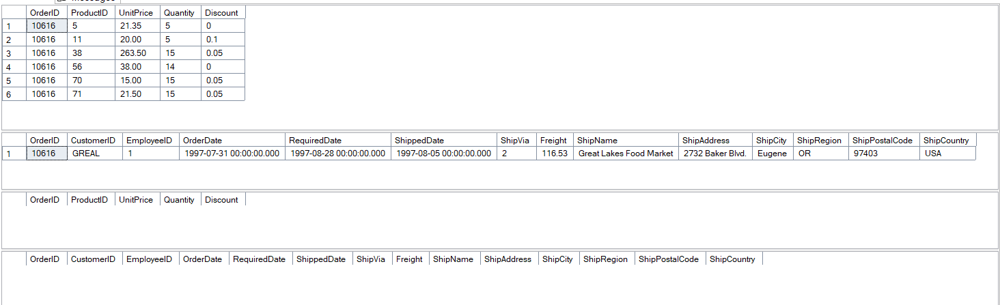 OrderID ProductID UnitPrice Quantity Discount
1 10616 5 21.35 5 0
2 10616 11 20.00 5 0.1
3 10616 38 263.50 15 0.05
4 10616 56 38.00 14 0
5 10616 70 15.00 15 0.05
6 10616 71 21.50 15 0.05
OrderID CustomerID EmployeeID OrderDate RequiredDate ShippedDate ShipVia Freight ShipName ShipAddress ShipCity ShipRegion ShipPostalCode ShipCountry
1 10616 GREAL 1 1997-07-31 00:00:00.000 1997-08-28 00:00:00.000 1997-08-05 00:00:00.000 2 116.53 Great Lakes Food Market 2732 Baker Blvd. Eugene OR 97403 USA
OrderID ProductID UnitPrice Quantity Discount
OrderID CustomerID EmployeeID OrderDate RequiredDate ShippedDate ShipVia Freight ShipName ShipAddress ShipCity ShipRegion ShipPostalCode ShipCountry